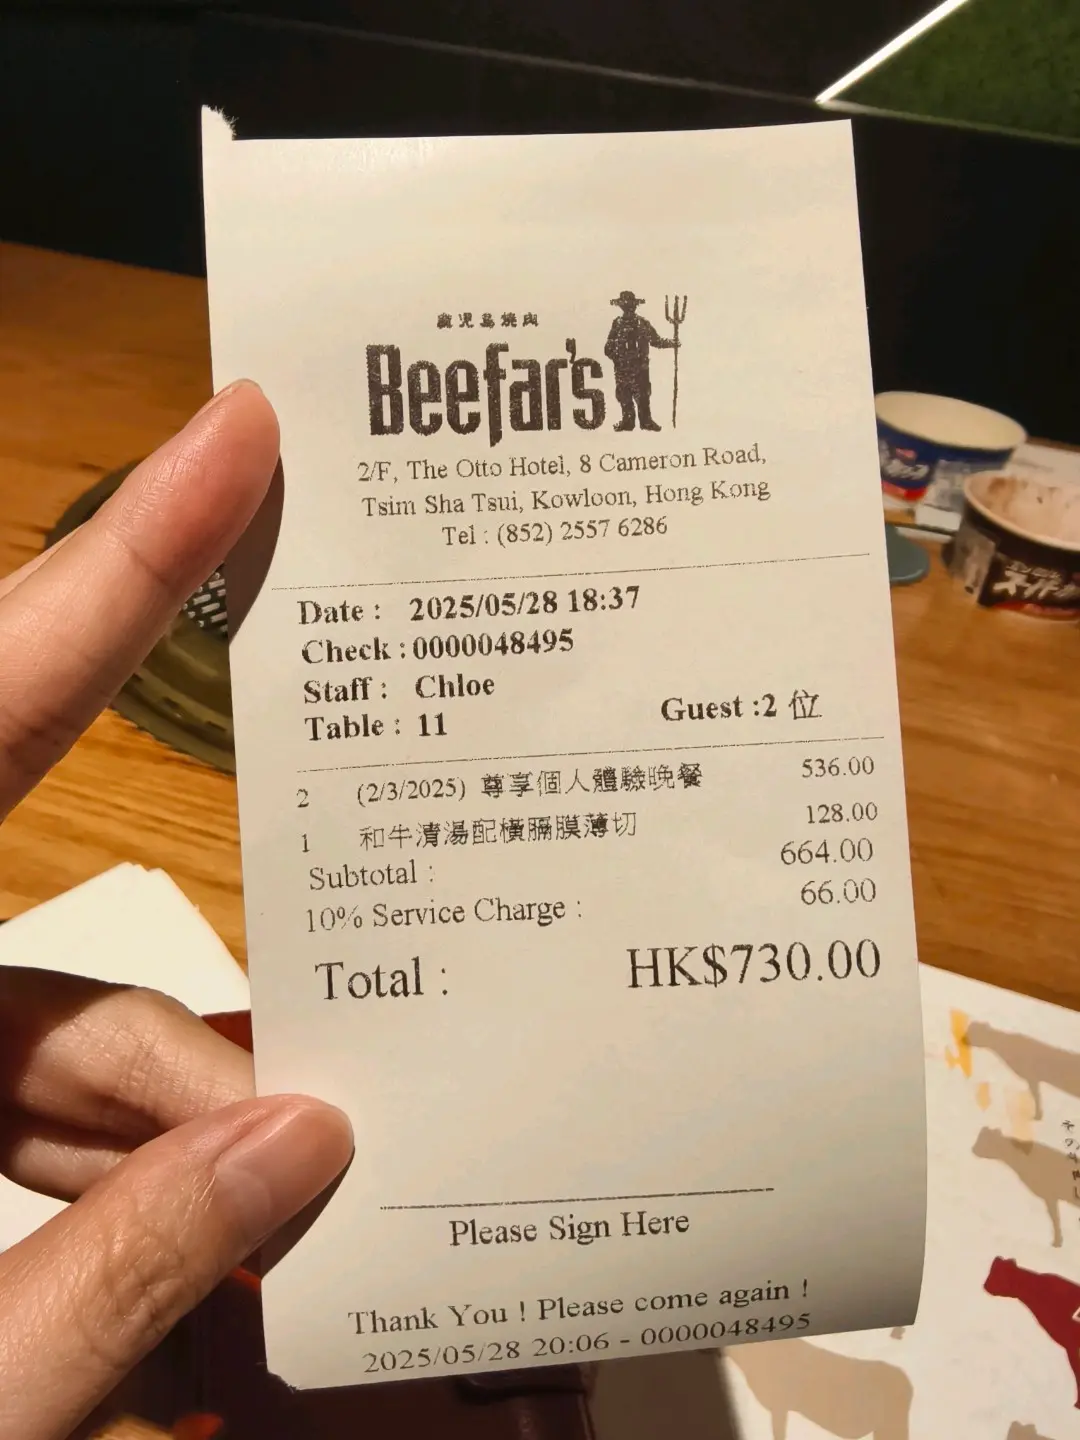 鹿児島燒肉
Beefar's
2/F, The Otto Hotel, 8 Cameron Road,
Tsim Sha Tsui, Kowloon, Hong Kong
Tel : (852) 2557 6286
Date : 2025/05/28 18:37
Check : 0000048495
Staff : Chloe
Table : 11 Guest :2 位
2 (2/3/2025) 尊享個人體驗晚餐 536.00
1 和牛清湯配橫膈膜薄切 128.00
Subtotal : 664.00
10% Service Charge : 66.00
Total : HK$730.00
Please Sign Here
Thank You ! Please come again !
2025/05/28 20:06 - 0000048495